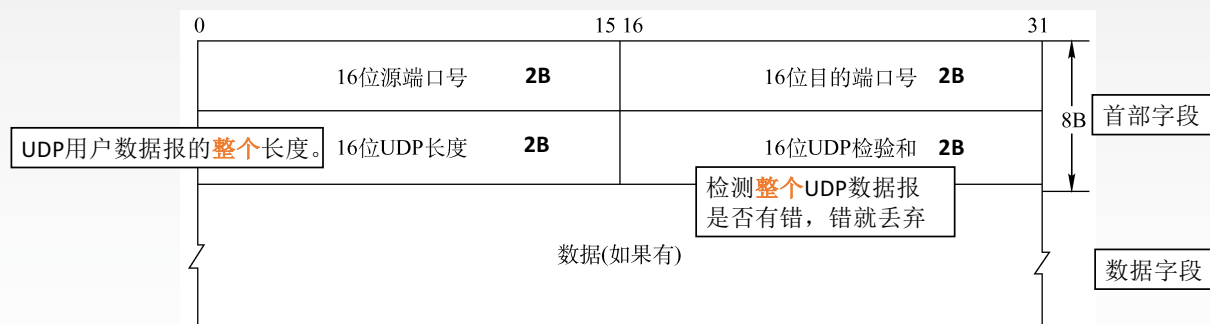 0
15 16
31
16位源端口号
2B
16位目的端口号
2B
8B
首部字段
UDP用户数据报的整个长度。
16位UDP长度
2B
16位UDP检验和
2B
检测整个UDP数据报
是否有错，错就丢弃
数据(如果有)
数据字段